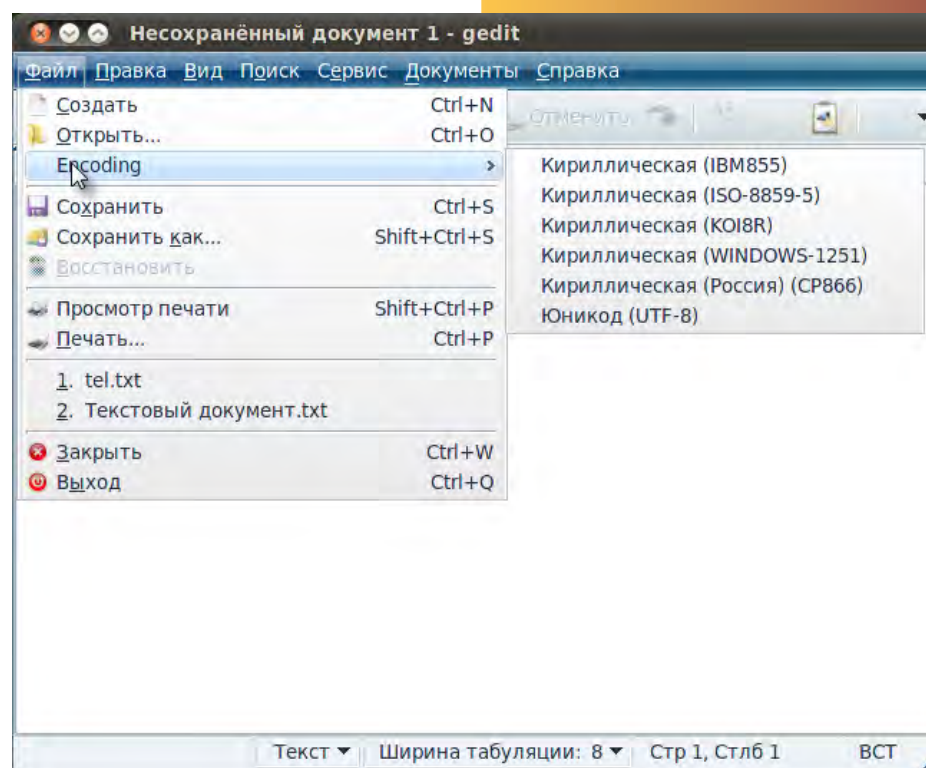 Несохранённый документ 1 - gedit
Файл Правка Вид Поиск Сервис Документы Справка
Создать Ctrl+N
Отменить
Открыть... Ctrl+O
Encoding
Кириллическая (IBM855)
Кириллическая (ISO-8859-5)
Сохранить Ctrl+S
Кириллическая (KOI8R)
Сохранить как... Shift+Ctrl+S
Кириллическая (WINDOWS-1251)
Восстановить
Кириллическая (Россия) (CP866)
Просмотр печати Shift+Ctrl+P
Юникод (UTF-8)
Печать... Ctrl+P
1. tel.txt
2. Текстовый документ.txt
Закрыть Ctrl+W
Выход Ctrl+Q
Текст Ширина табуляции: 8 Стр 1, Стлб 1 ВСТ